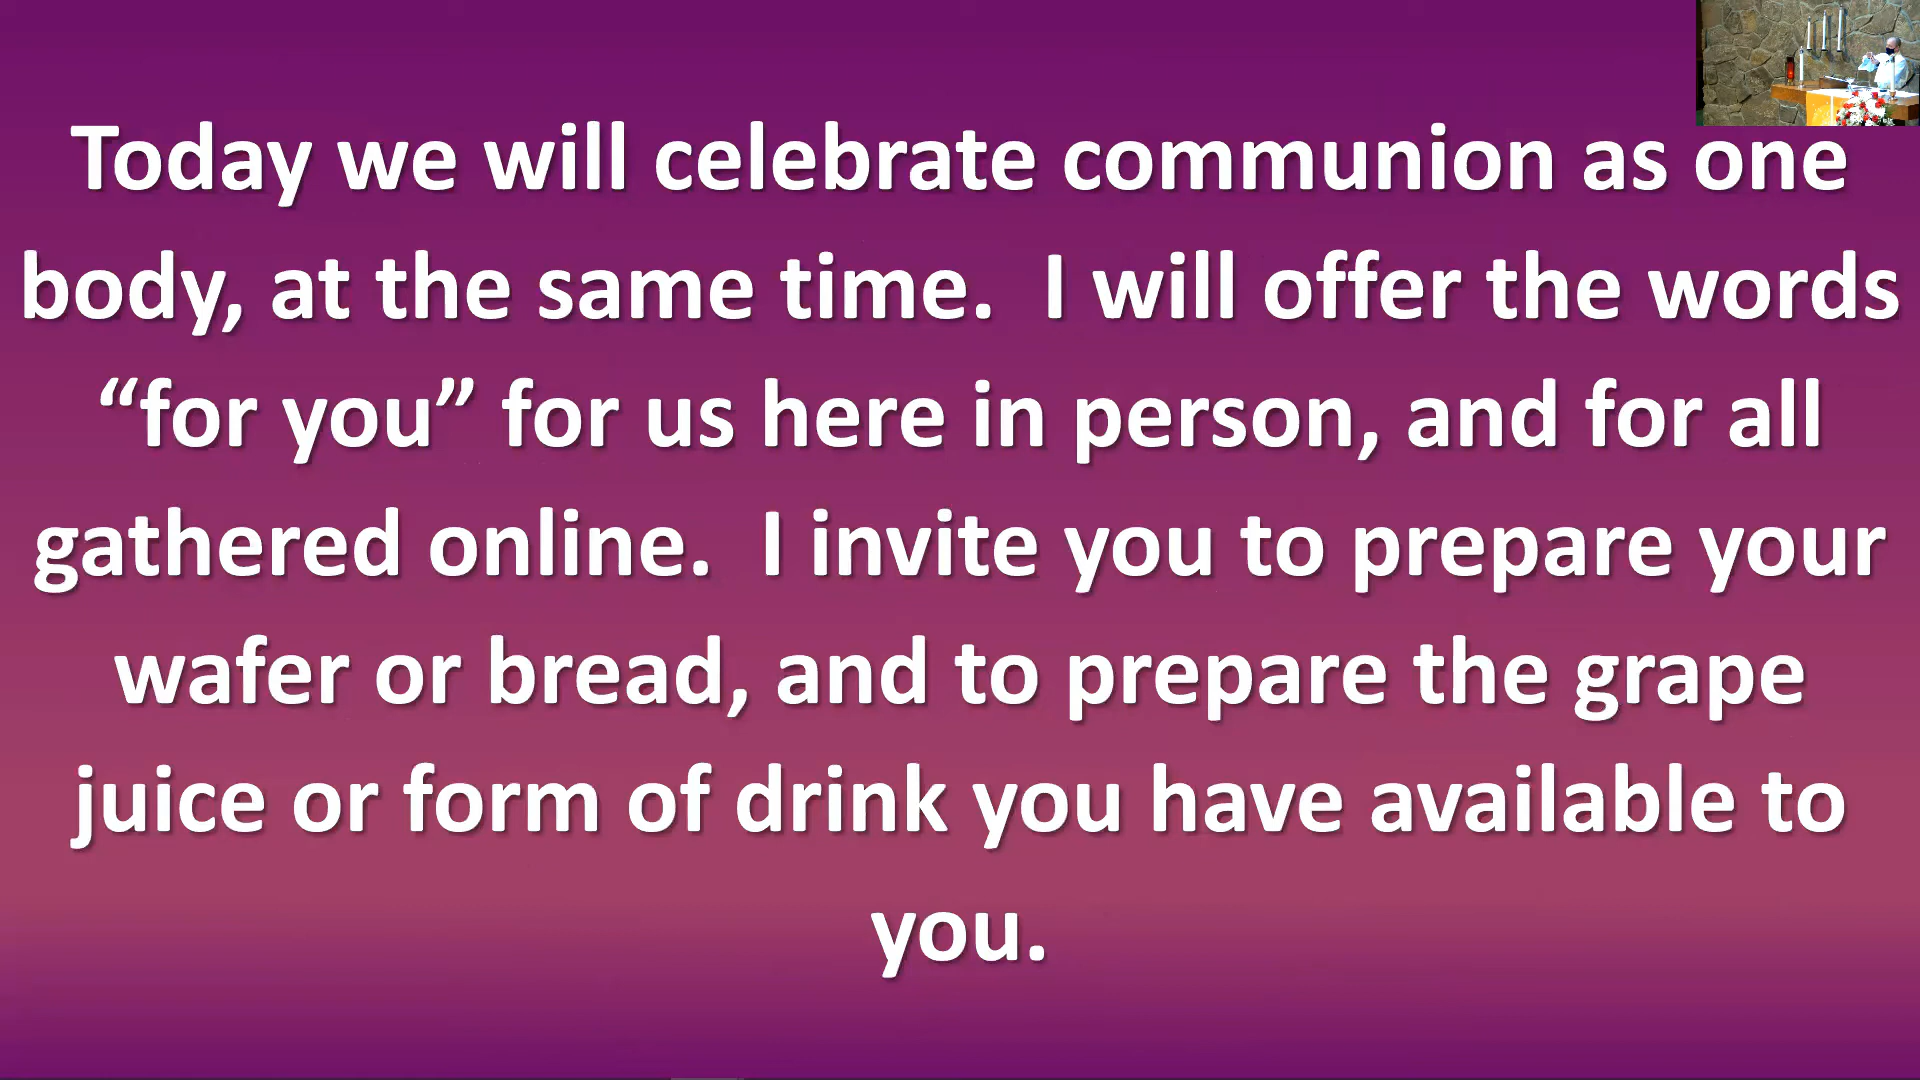 Today we will celebrate communion as one
body, at the same time.  I will offer the words
“for you” for us here in person, and for all
gathered online.  I invite you to prepare your
wafer or bread, and to prepare the grape
juice or form of drink you have available to
you.